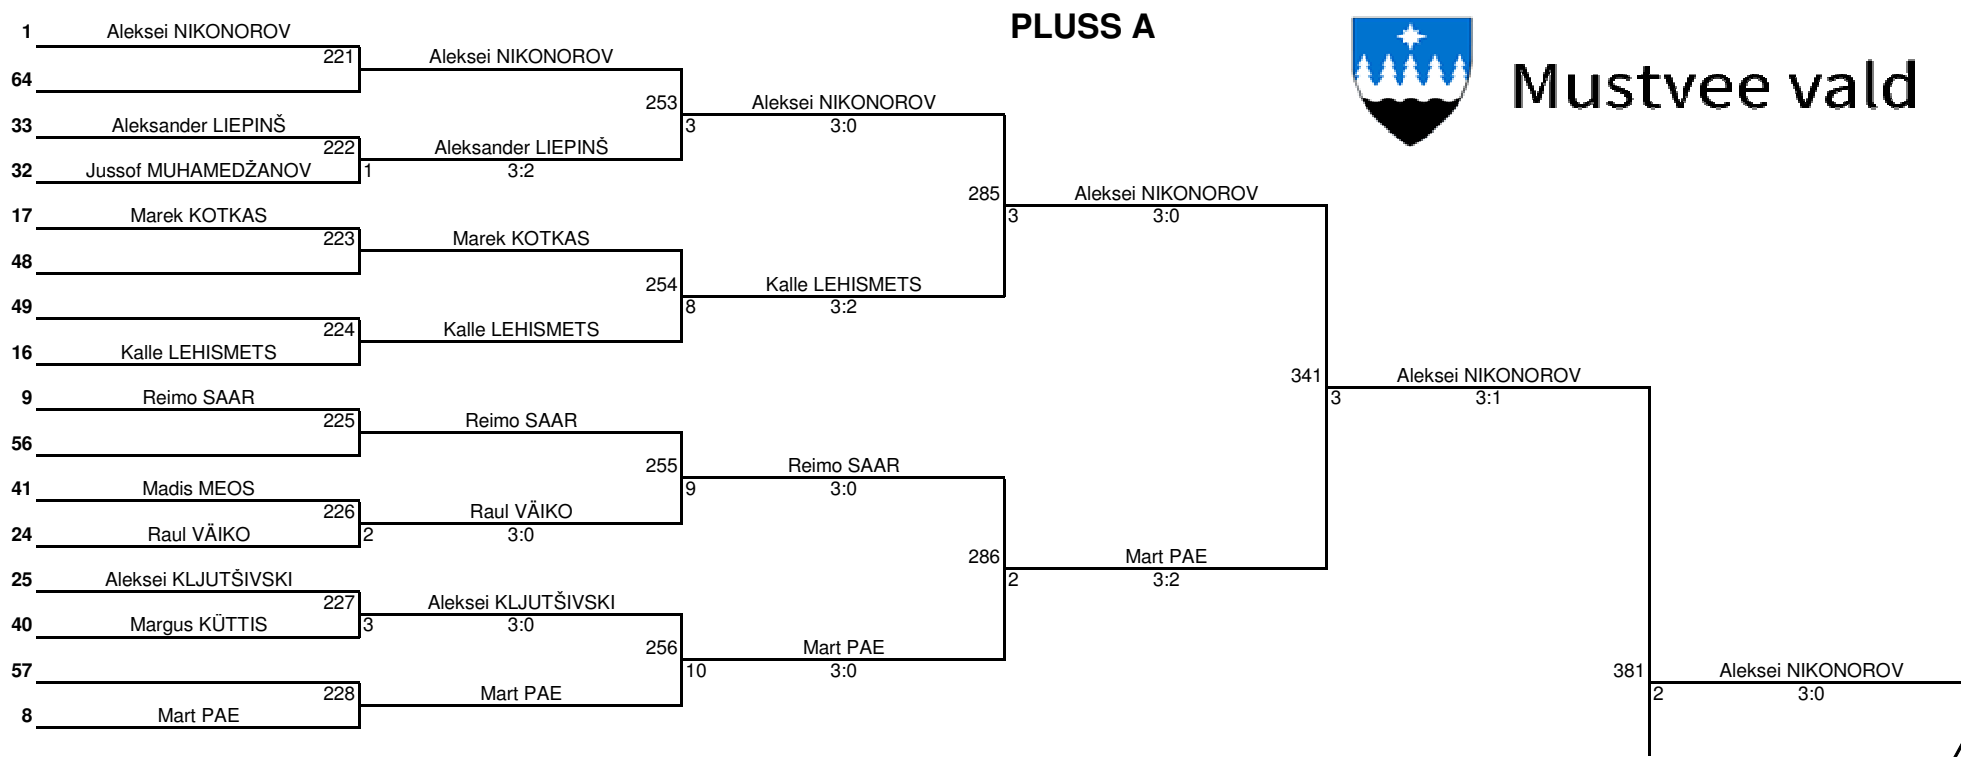 PLUSS A
Mustvee vald
1 Aleksei NIKONOROV
221 Aleksei NIKONOROV
64
253 Aleksei NIKONOROV
3 3:0
33 Aleksander LIEPINŠ
222 Aleksander LIEPINŠ
32 Jussof MUHAMEDŽANOV 1 3:2
285 Aleksei NIKONOROV
3 3:0
17 Marek KOTKAS
223 Marek KOTKAS
48
254 Kalle LEHISMETS
8 3:2
49
224 Kalle LEHISMETS
16 Kalle LEHISMETS
341 Aleksei NIKONOROV
3 3:1
9 Reimo SAAR
225 Reimo SAAR
56
255 Reimo SAAR
9 3:0
41 Madis MEOS
226 Raul VÄIKO
24 Raul VÄIKO 2 3:0
286 Mart PAE
2 3:2
25 Aleksei KLJUTŠIVSKI
227 Aleksei KLJUTŠIVSKI
40 Margus KÜTTIS 3 3:0
256 Mart PAE
10 3:0
57
228 Mart PAE
8 Mart PAE
381 Aleksei NIKONOROV
2 3:0